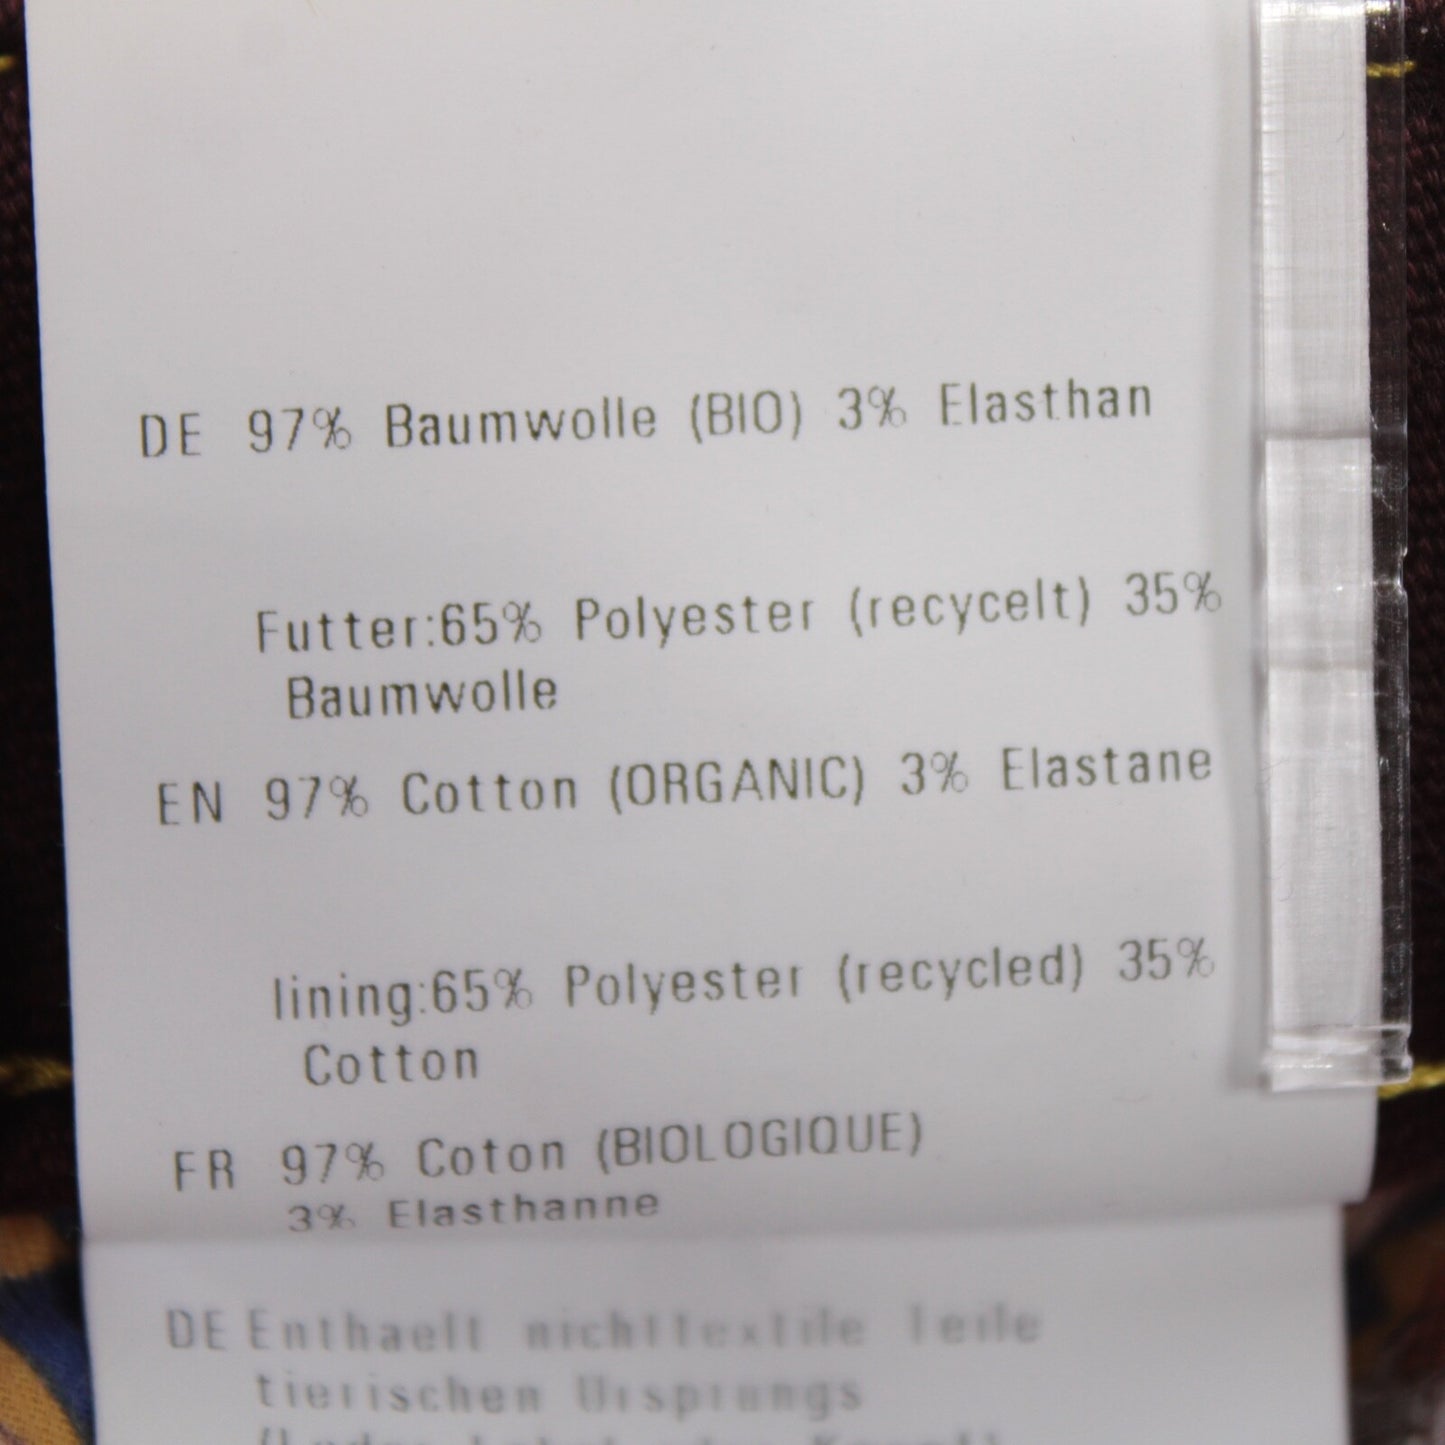 DE 97% Baumwolle (BIO) 3% Elasthan
Futter:65% Polyester (recycelt) 35%
Baumwolle
EN 97% Cotton (ORGANIC) 3% Elastane
lining:65% Polyester (recycled) 35%
Cotton
FR 97% Coton (BIOLOGIQUE)
3% Elasthanne
DE Enthaelt nichttextile Teile
tierischen Ursprungs